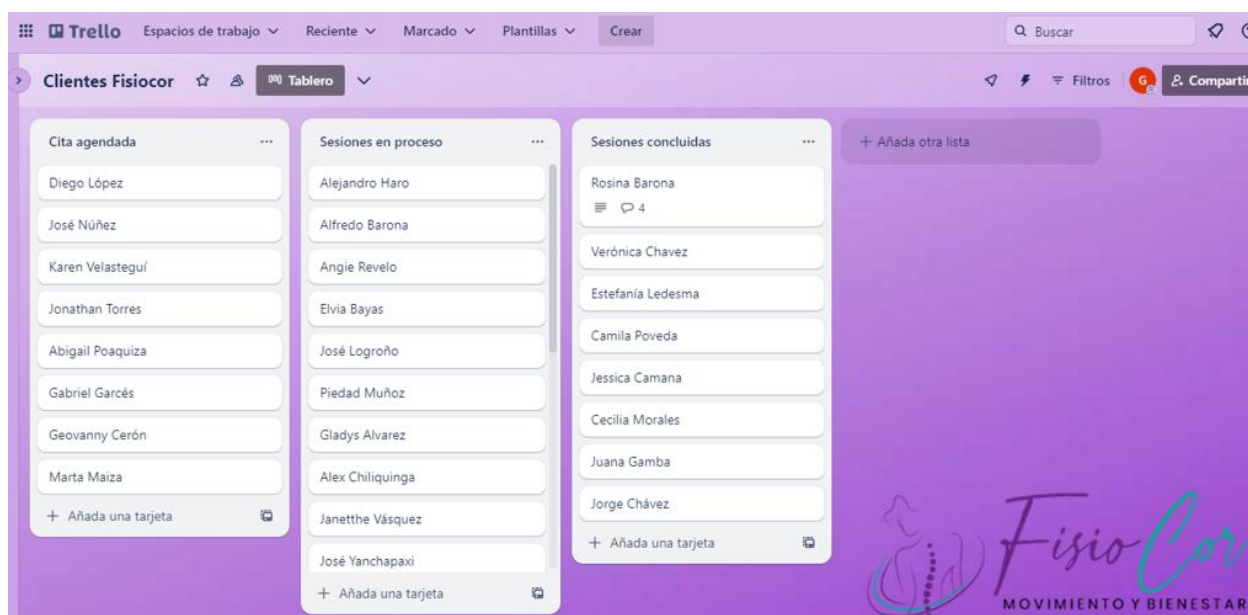 Trello Espacios de trabajo Reciente Marcado Plantillas Crear Buscar
Clientes Fisiocor Tablero Filtros G Compartir
Cita agendada
Diego López
José Núñez
Karen Velasteguí
Jonathan Torres
Abigail Poaquiza
Gabriel Garcés
Geovanny Cerón
Marta Maiza
+ Añada una tarjeta
Sesiones en proceso
Alejandro Haro
Alfredo Barona
Angie Revelo
Elvia Bayas
José Logroño
Piedad Muñoz
Gladys Alvarez
Alex Chiliquinga
Janetthe Vásquez
José Yanchapaxi
+ Añada una tarjeta
Sesiones concluidas
Rosina Barona
4
Verónica Chavez
Estefanía Ledesma
Camila Poveda
Jessica Camana
Cecilia Morales
Juana Gamba
Jorge Chávez
+ Añada una tarjeta
+ Añada otra lista
FisioCor
MOVIMIENTO Y BIENESTAR